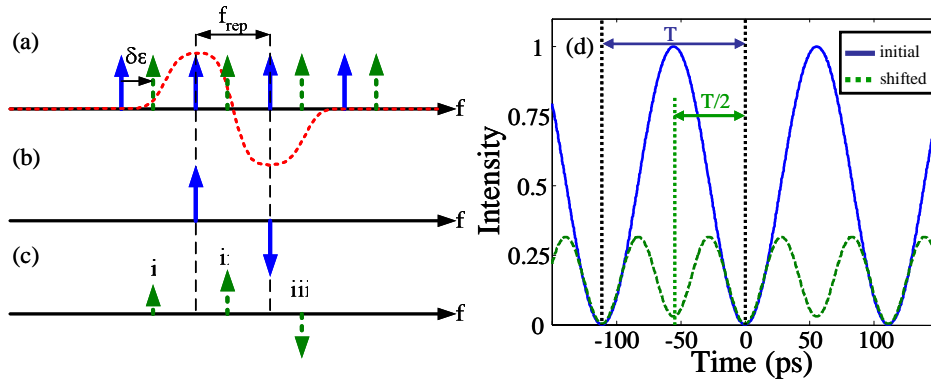 (a)
f_rep
δε
f
(b)
f
(c)
i
ii
iii
f
(d)
T
T/2
initial
shifted
Intensity
1
0.75
0.5
0.25
0
-100
-50
0
50
100
Time (ps)